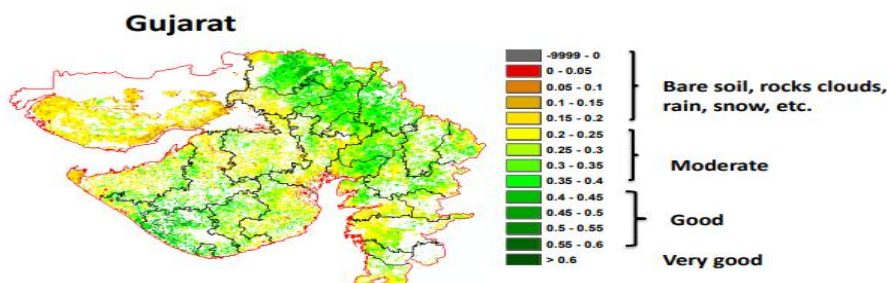 Gujarat
-9999 - 0
0 - 0.05
0.05 - 0.1
0.1 - 0.15
0.15 - 0.2
0.2 - 0.25
0.25 - 0.3
0.3 - 0.35
0.35 - 0.4
0.4 - 0.45
0.45 - 0.5
0.5 - 0.55
0.55 - 0.6
> 0.6
Bare soil, rocks clouds,
rain, snow, etc.
Moderate
Good
Very good